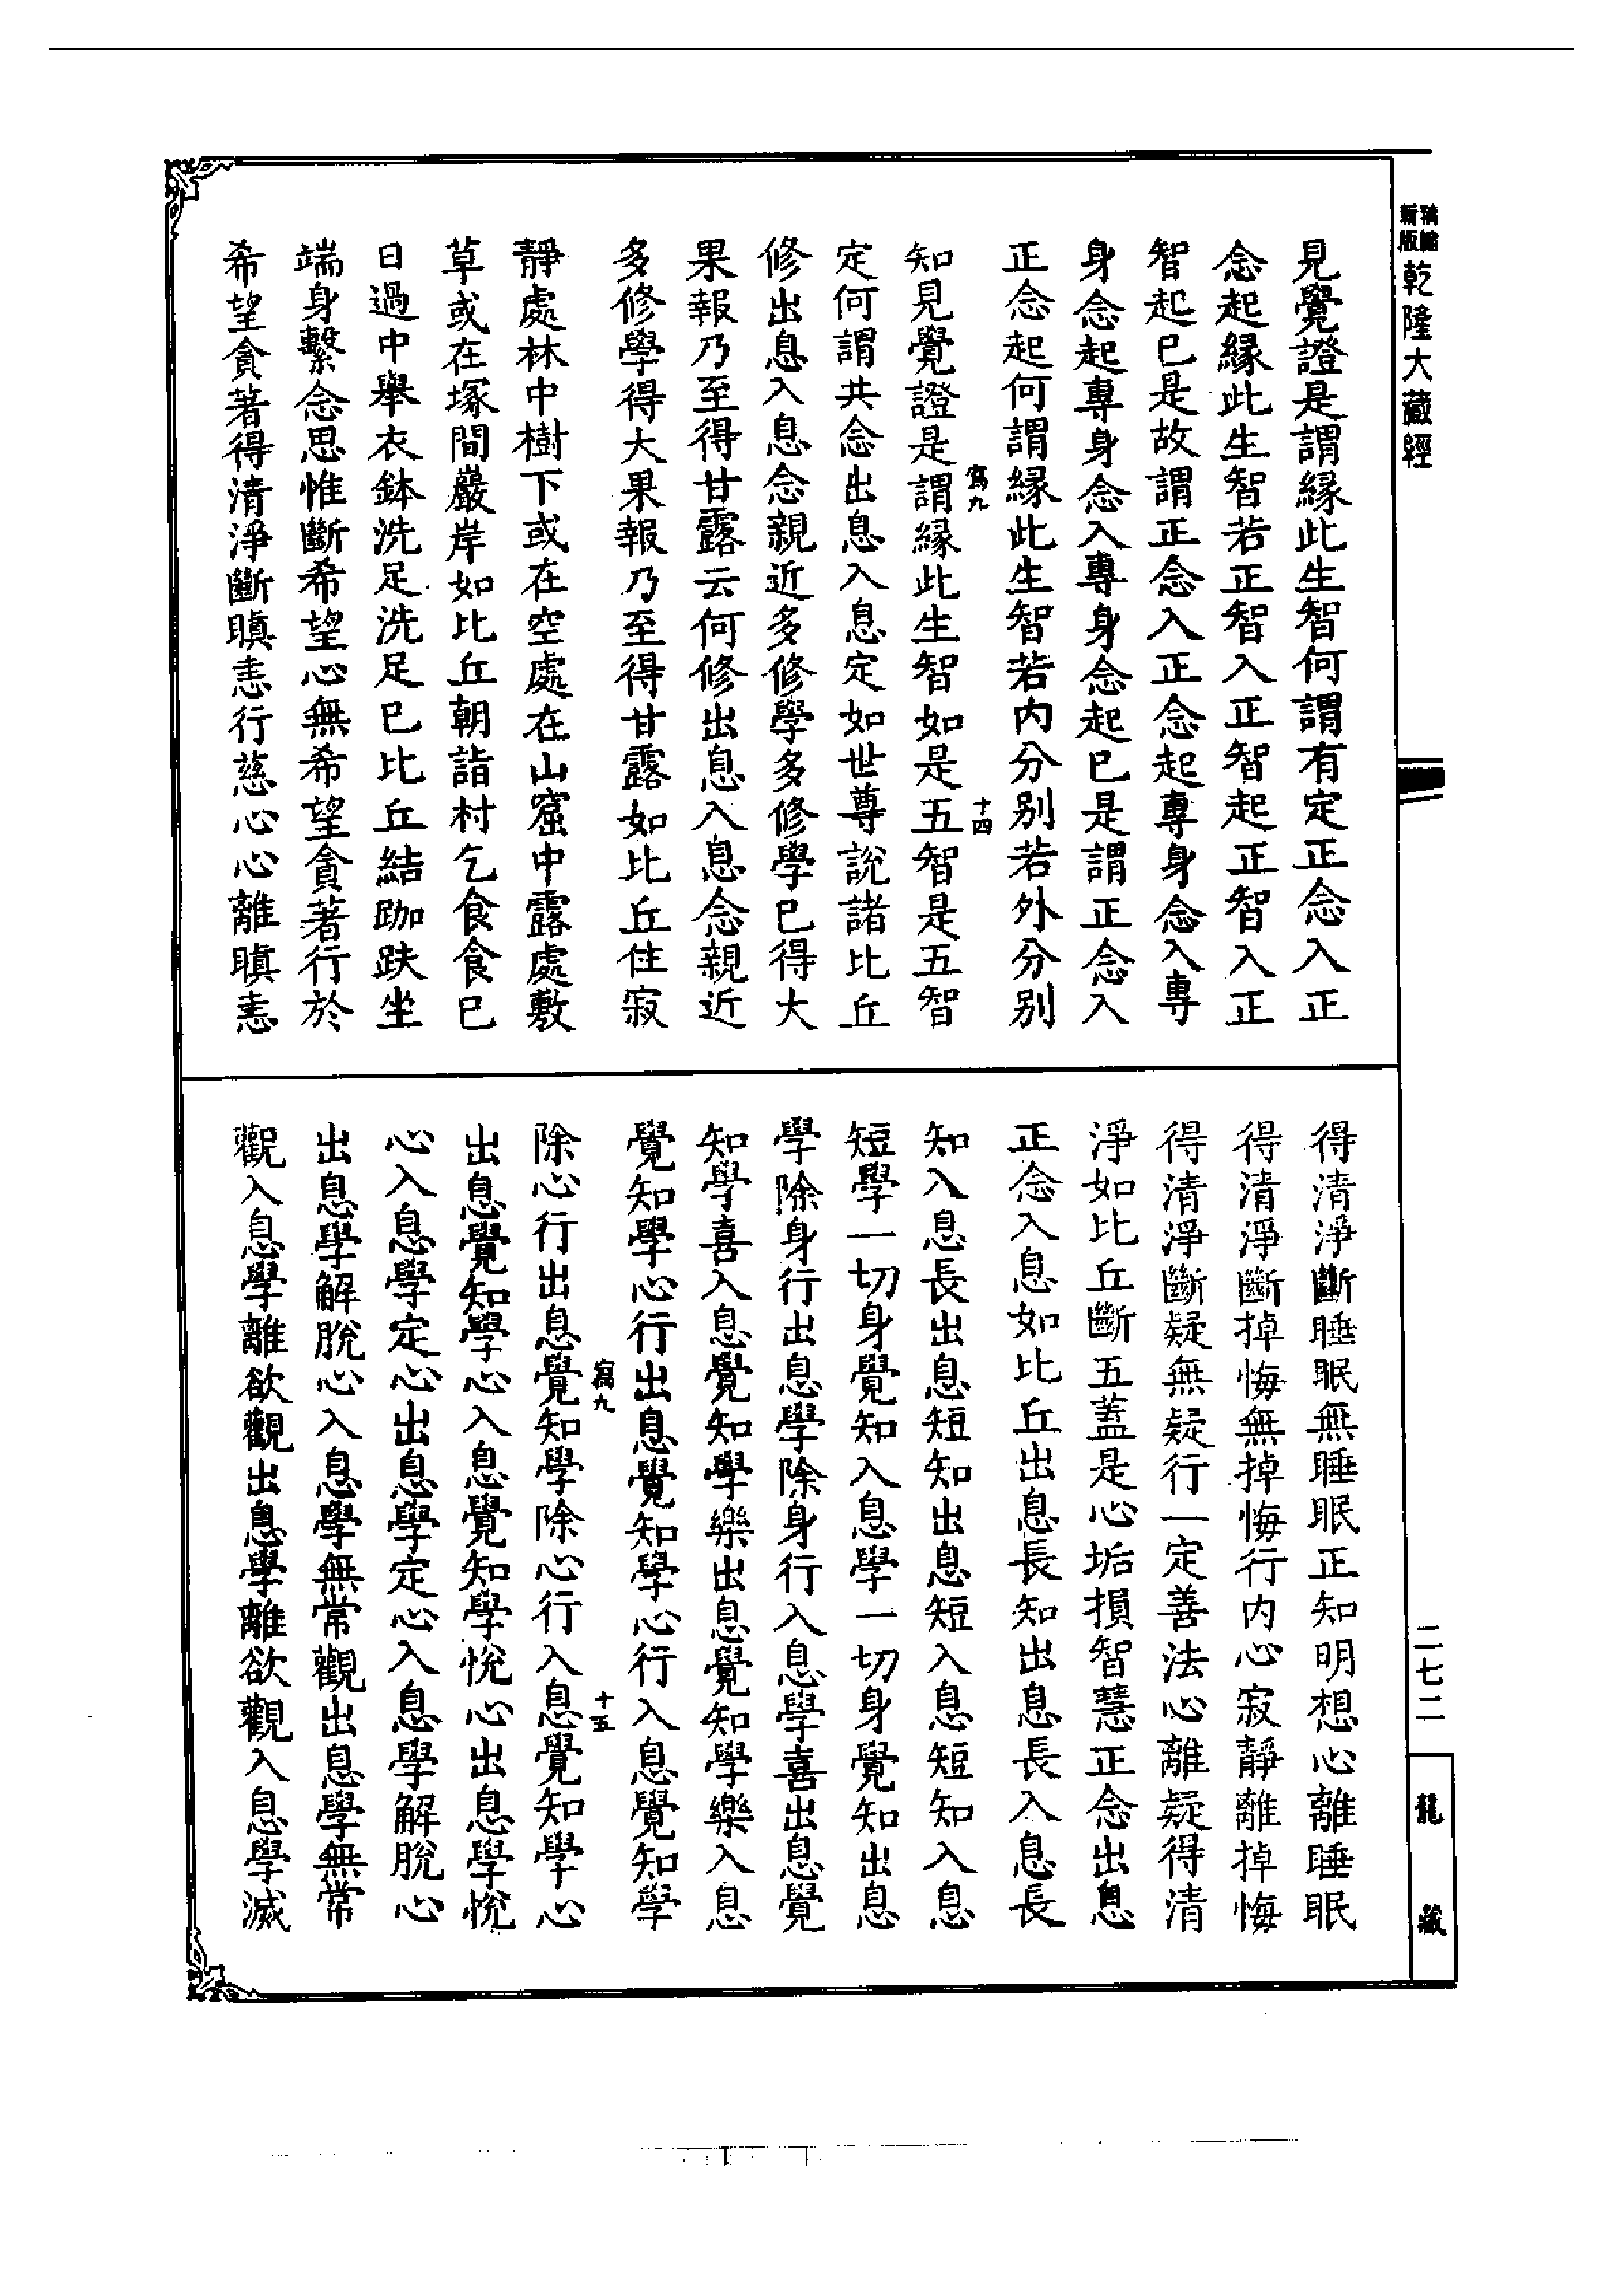 新版精繪乾隆大藏經
見覺證是謂緣此生智何謂有定正念入正
念起緣此生智若正智入正智起正智入正
智起已是故謂正念入正念起專身念入專
身念起專身念入專身念起已是謂正念入
正念起何謂緣此生智若內分別若外分別
寫九 十四
知見覺證是謂緣此生智如是五智是五智
定何謂共念出息入息定如世尊說諸比丘
修出息入息念親近多修學多修學已得大
果報乃至得甘露云何修出息入息念親近
多修學得大果報乃至得甘露如比丘住寂
靜處林中樹下或在空處在山窟中露處敷
草或在塚間巖岸如比丘朝詣村乞食食已
日過中舉衣鉢洗足洗足已比丘結跏趺坐
端身繫念思惟斷希望心無希望貪著行於
希望貪著得清淨斷瞋恚行慈心心離瞋恚
得清淨斷睡眠無睡眠正知明想心離睡眠
得清淨斷掉悔無掉悔行內心寂靜離掉悔
得清淨斷疑無疑行一定善法心離疑得清
淨如比丘斷五蓋是心垢損智慧正念出息
正念入息如比丘出息長知出息長入息長
知入息長出息短知出息短入息短知入息
短學一切身覺知入息學一切身覺知出息
學除身行出息學除身行入息學喜出息覺
知學喜入息覺知學樂出息覺知學樂入息
覺知學心行出息覺知學心行入息覺知學
寫九 十五
除心行出息覺知學除心行入息覺知學心
出息覺知學心入息覺知學悅心出息學悅
心入息學定心出息學定心入息學解脫心
出息學解脫心入息學無常觀出息學無常
觀入息學離欲觀出息學離欲觀入息學滅
二七二
龍藏